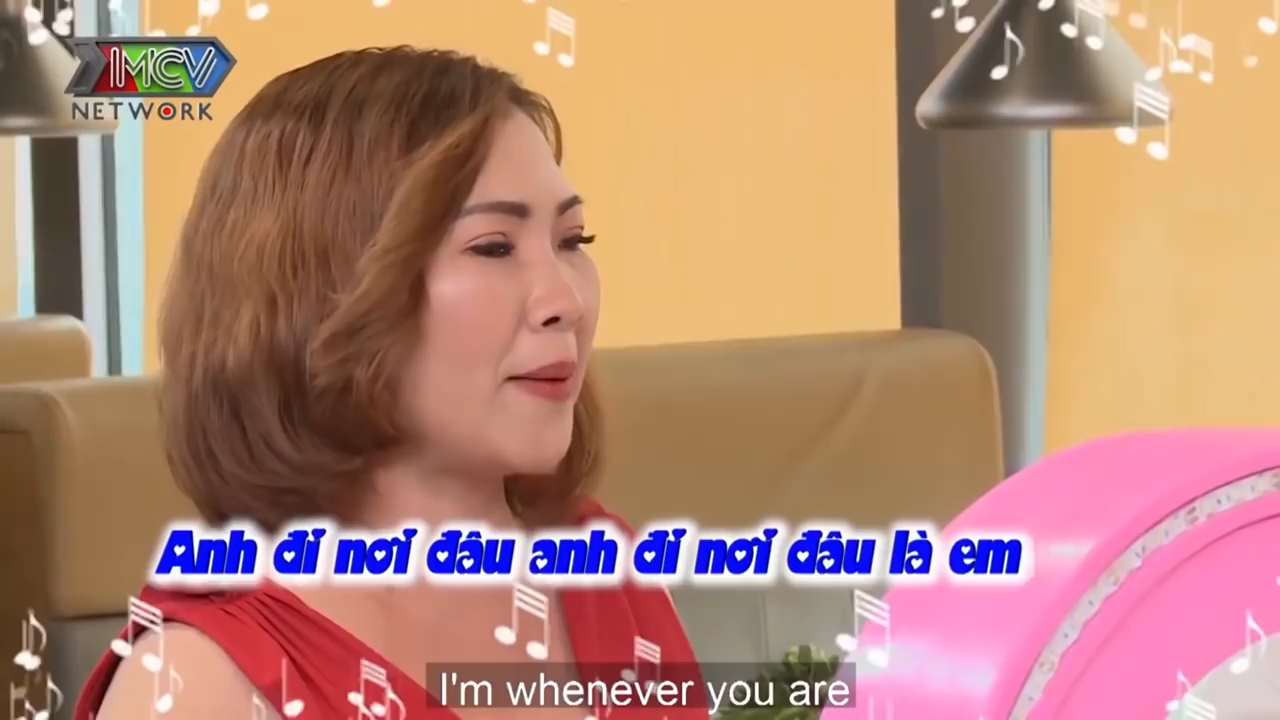 MCV
NETWORK
Anh đi nơi đâu anh đi nơi đâu là em
I'm whenever you are